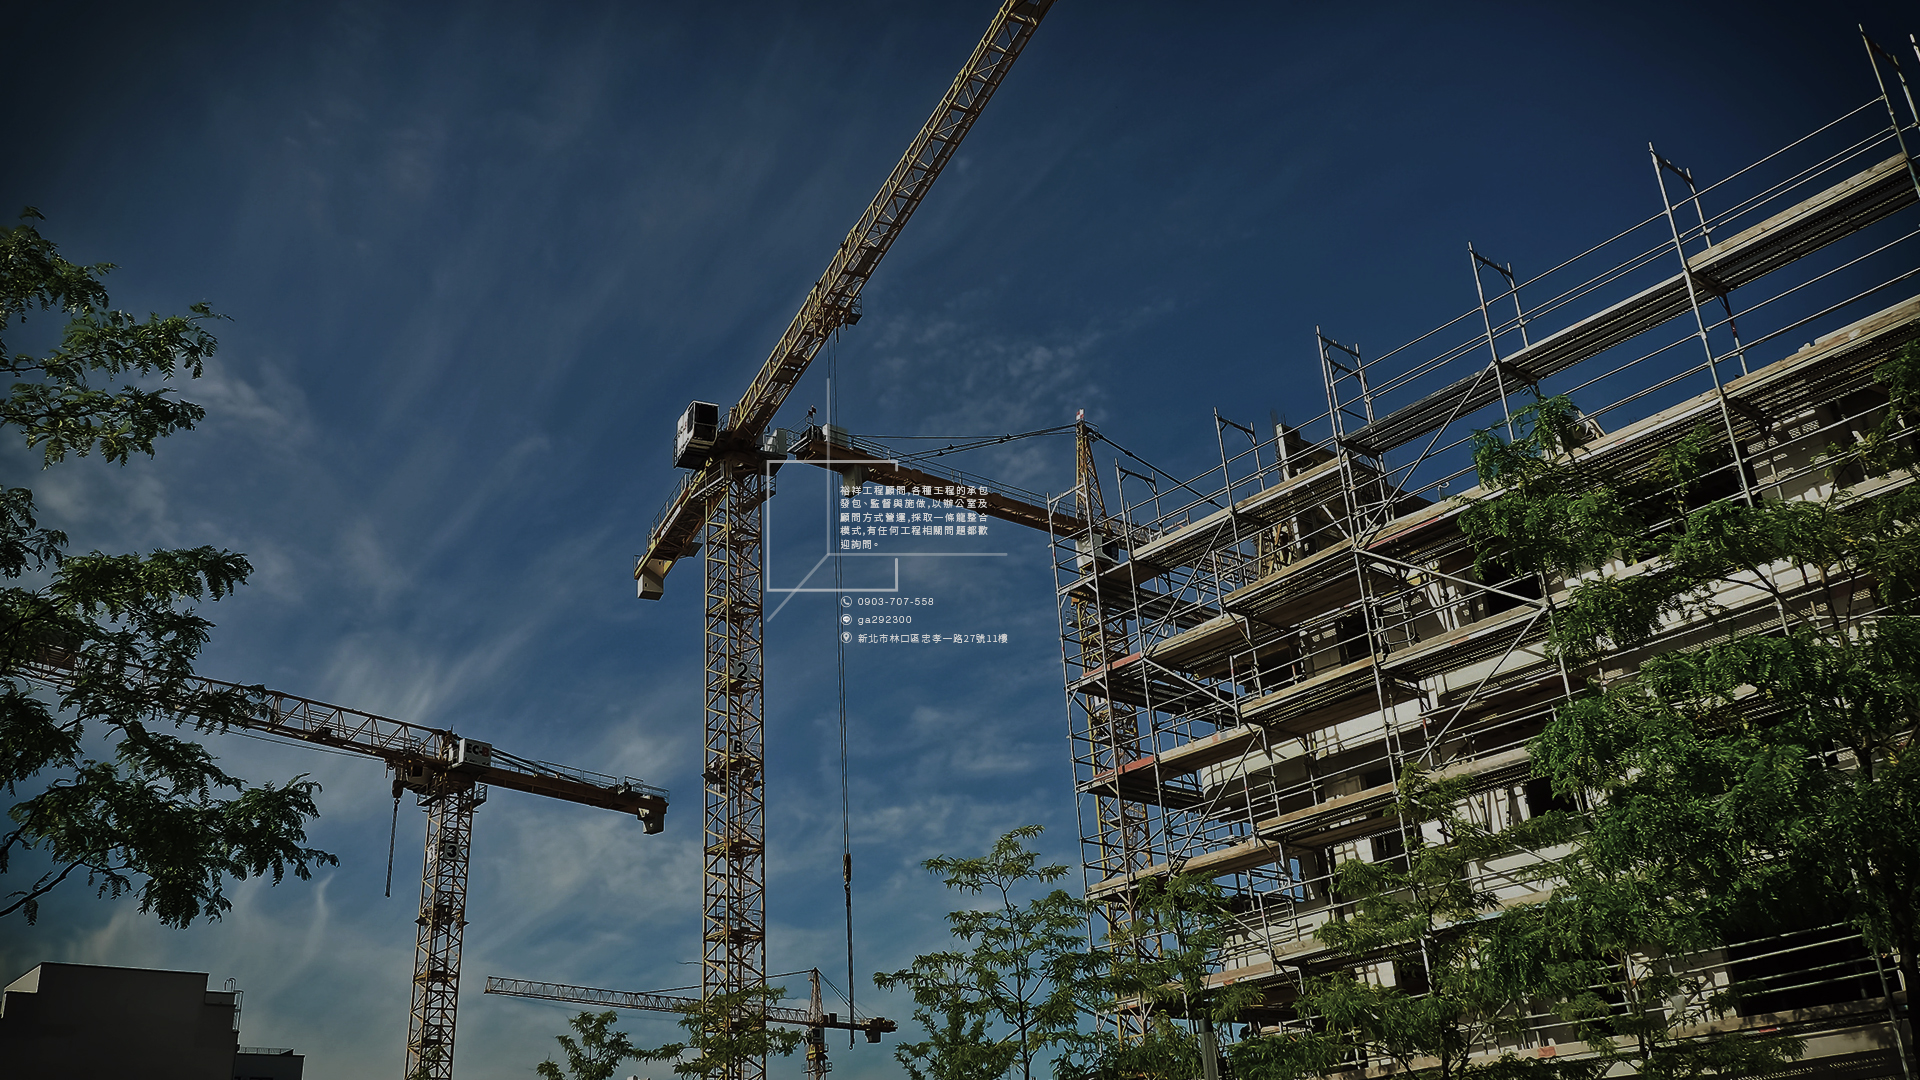 裕祥工程顧問,各種工程的承包
發包、監督與施做,以辦公室及
顧問方式營運,採取一條龍整合
模式,有任何工程相關問題都歡
迎詢問。
0903-707-558
ga292300
新北市林口區忠孝一路27號11樓
2
B
EC-B
3